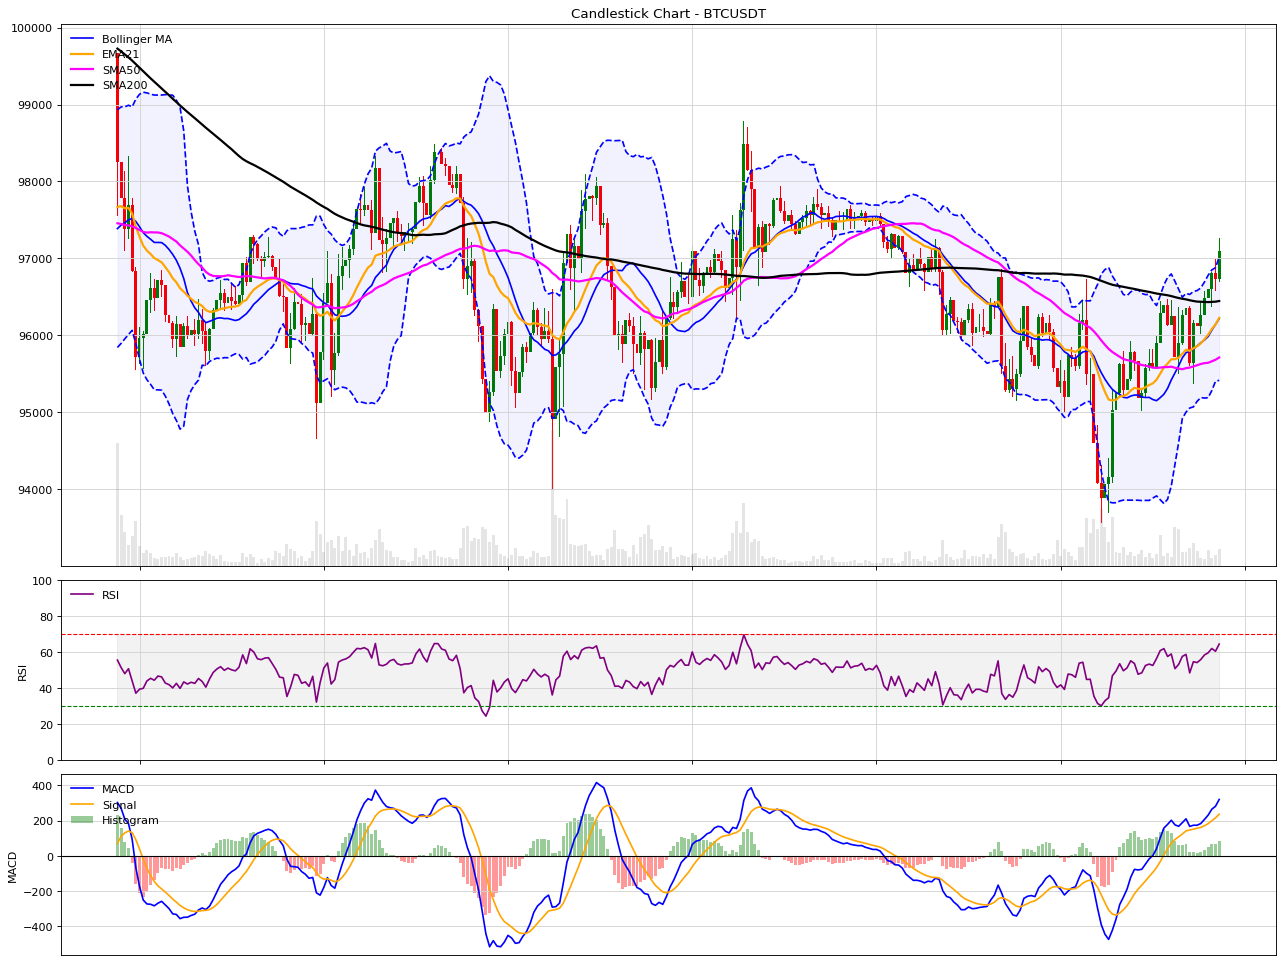 Candlestick Chart - BTCUSDT
100000
99000
98000
97000
96000
95000
94000
Bollinger MA
EMA21
SMA50
SMA200
100
80
60
40
20
0
RSI
RSI
400
200
0
−200
−400
MACD
MACD
Signal
Histogram